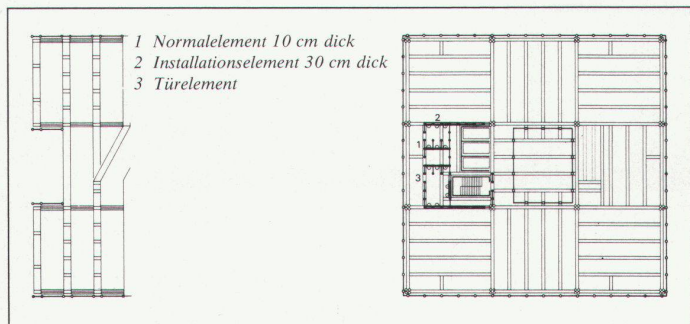 1 Normalelement 10 cm dick
2 Installationselement 30 cm dick
3 Türelement
2
1
3